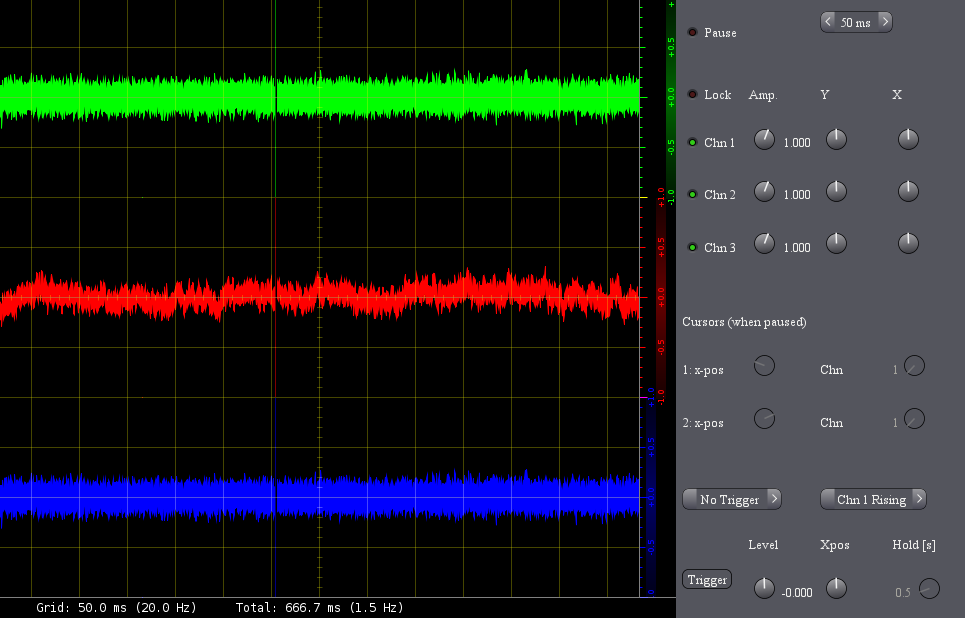 50 ms
Pause
Lock Amp. Y X
Chn 1 1.000
Chn 2 1.000
Chn 3 1.000
Cursors (when paused)
1: x-pos Chn 1
2: x-pos Chn 1
No Trigger Chn 1 Rising
Level Xpos Hold [s]
Trigger -0.000 0.5
+0.5
+0.0
-0.5
-1.0
+1.0
+0.5
+0.0
-0.5
-1.0
+1.0
+0.5
+0.0
-0.5
Grid: 50.0 ms (20.0 Hz) Total: 666.7 ms (1.5 Hz)